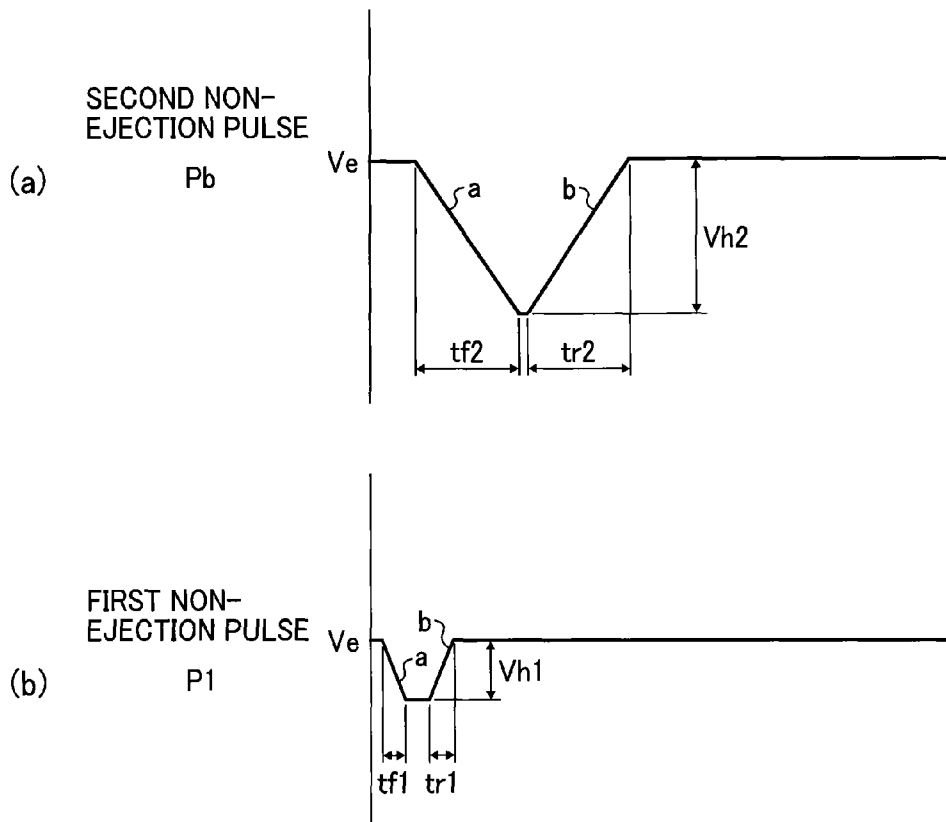 SECOND NON-
EJECTION PULSE
(a)
Pb
Ve
a
b
Vh2
tf2
tr2
FIRST NON-
EJECTION PULSE
(b)
P1
Ve
a
b
Vh1
tf1
tr1